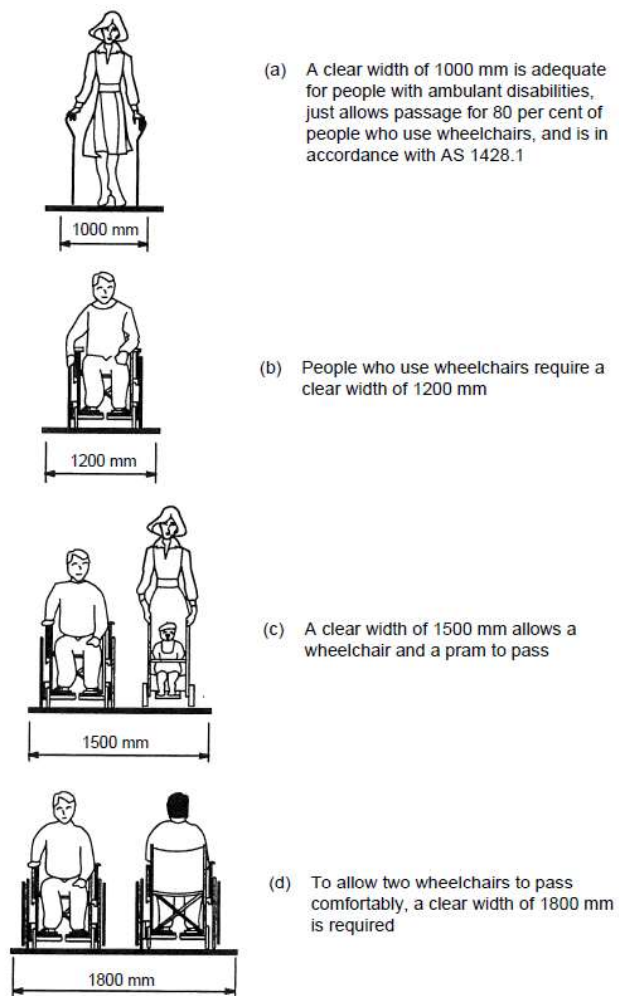 (a) A clear width of 1000 mm is adequate
for people with ambulant disabilities,
just allows passage for 80 per cent of
people who use wheelchairs, and is in
accordance with AS 1428.1
1000 mm
(b) People who use wheelchairs require a
clear width of 1200 mm
1200 mm
(c) A clear width of 1500 mm allows a
wheelchair and a pram to pass
1500 mm
(d) To allow two wheelchairs to pass
comfortably, a clear width of 1800 mm
is required
1800 mm